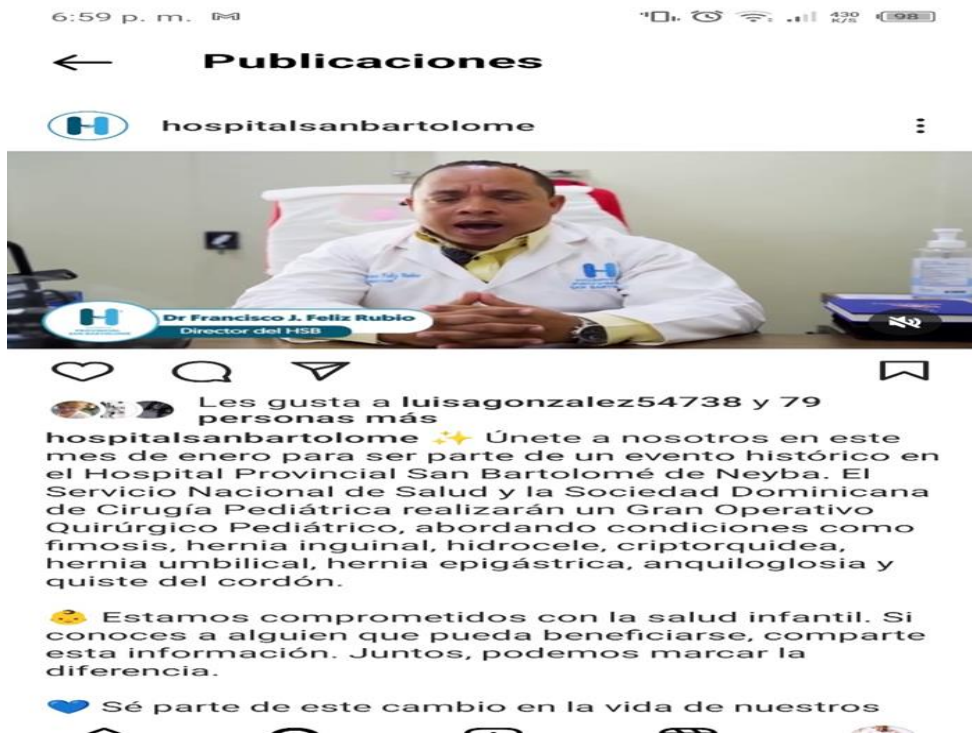 6:59 p. m.
430
K/S
98
Publicaciones
hospitalsanbartolome
Dr Francisco J. Feliz Rubio
Director del HSB
Les gusta a luisagonzalez54738 y 79
personas más
hospitalsanbartolome ✨ Únete a nosotros en este
mes de enero para ser parte de un evento histórico en
el Hospital Provincial San Bartolomé de Neyba. El
Servicio Nacional de Salud y la Sociedad Dominicana
de Cirugía Pediátrica realizarán un Gran Operativo
Quirúrgico Pediátrico, abordando condiciones como
fimosis, hernia inguinal, hidrocele, criptorquidea,
hernia umbilical, hernia epigástrica, anquiloglosia y
quiste del cordón.
👶 Estamos comprometidos con la salud infantil. Si
conoces a alguien que pueda beneficiarse, comparte
esta información. Juntos, podemos marcar la
diferencia.
💙 Sé parte de este cambio en la vida de nuestros